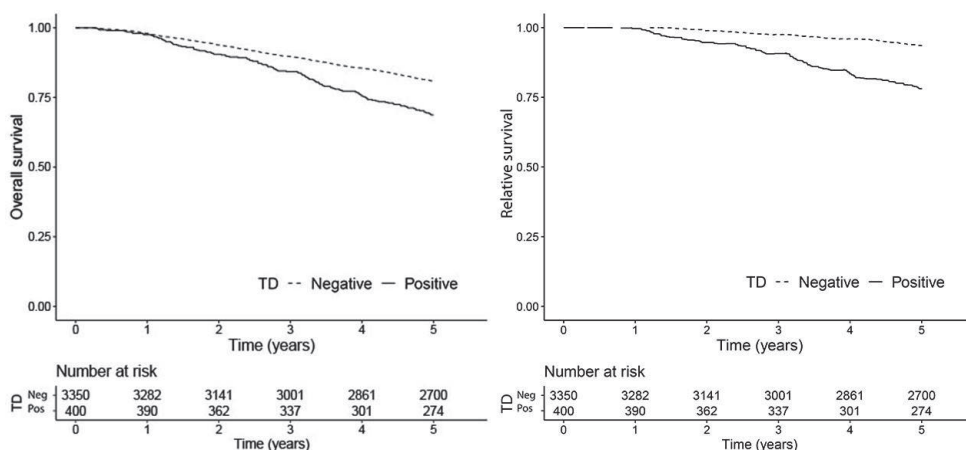 1.00
0.75
0.50
0.25
0.00
Overall survival
TD Negative Positive
0 1 2 3 4 5
Time (years)
Number at risk
TD
Neg 3350 3282 3141 3001 2861 2700
Pos 400 390 362 337 301 274
0 1 2 3 4 5
Time (years)
1.00
0.75
0.50
0.25
0.00
Relative survival
TD Negative Positive
0 1 2 3 4 5
Time (years)
Number at risk
TD
Neg 3350 3282 3141 3001 2861 2700
Pos 400 390 362 337 301 274
0 1 2 3 4 5
Time (years)